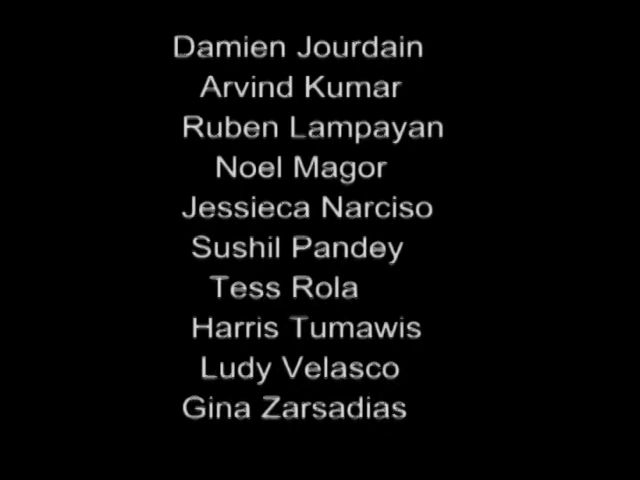 Damien Jourdain
Arvind Kumar
Ruben Lampayan
Noel Magor
Jessieca Narciso
Sushil Pandey
Tess Rola
Harris Tumawis
Ludy Velasco
Gina Zarsadias